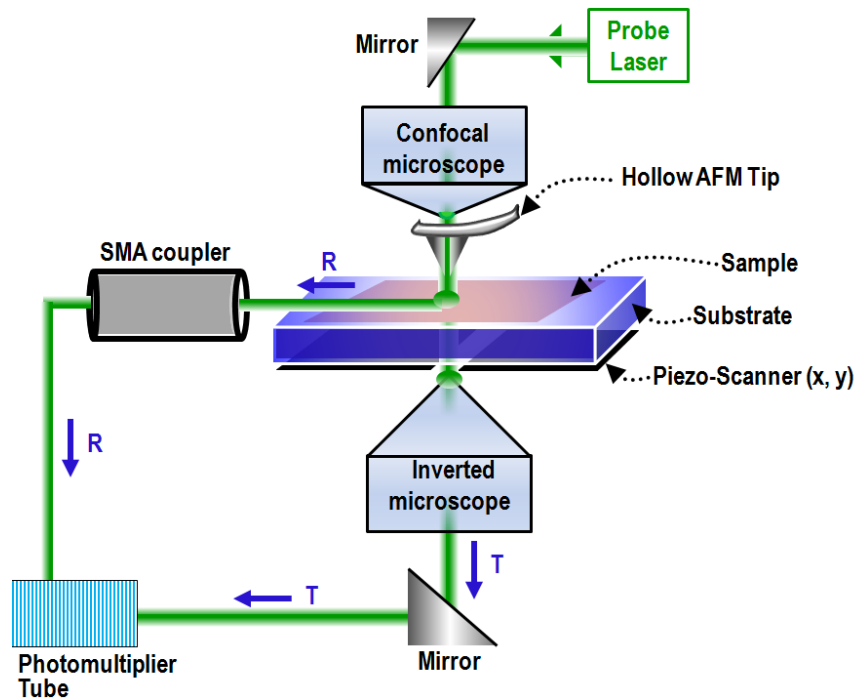 Mirror
Probe
Laser
Confocal
microscope
Hollow AFM Tip
SMA coupler
R
Sample
Substrate
Piezo-Scanner (x, y)
R
Inverted
microscope
T
T
Photomultiplier
Tube
Mirror